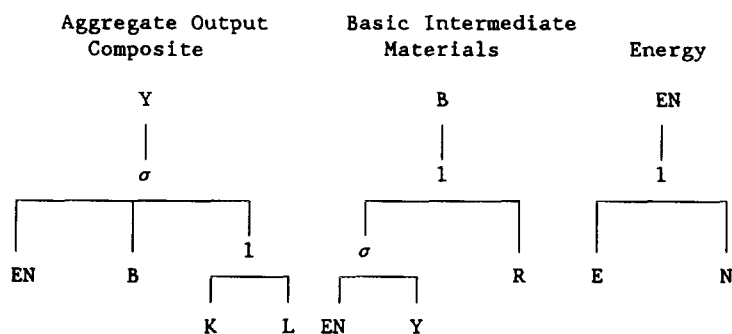 Aggregate Output Basic Intermediate
Composite Materials Energy
Y B EN
σ 1 1
1 σ
EN B R E N
K L EN Y